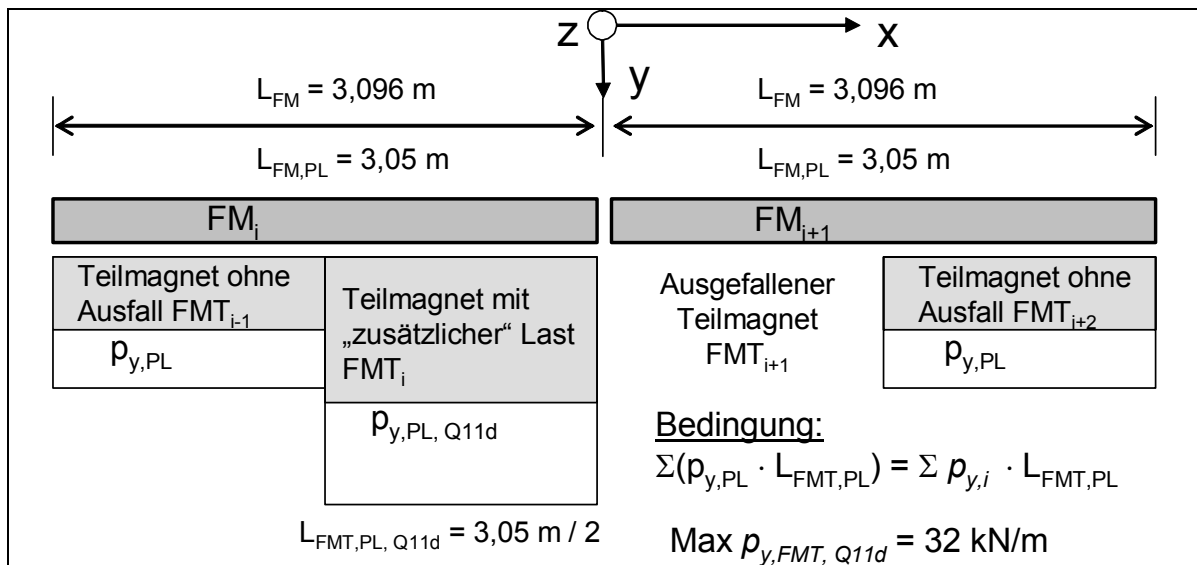 z
x
y
L_FM = 3,096 m
L_FM = 3,096 m
L_FM,PL = 3,05 m
L_FM,PL = 3,05 m
FM_i
FM_i+1
Teilmagnet ohne
Ausfall FMT_i-1
p_y,PL
Teilmagnet mit
„zusätzlicher“ Last
FMT_i
p_y,PL, Q11d
L_FMT,PL, Q11d = 3,05 m / 2
Ausgefallener
Teilmagnet
FMT_i+1
Teilmagnet ohne
Ausfall FMT_i+2
p_y,PL
Bedingung:
Σ(p_y,PL · L_FMT,PL) = Σ p_y,i · L_FMT,PL
Max p_y,FMT, Q11d = 32 kN/m